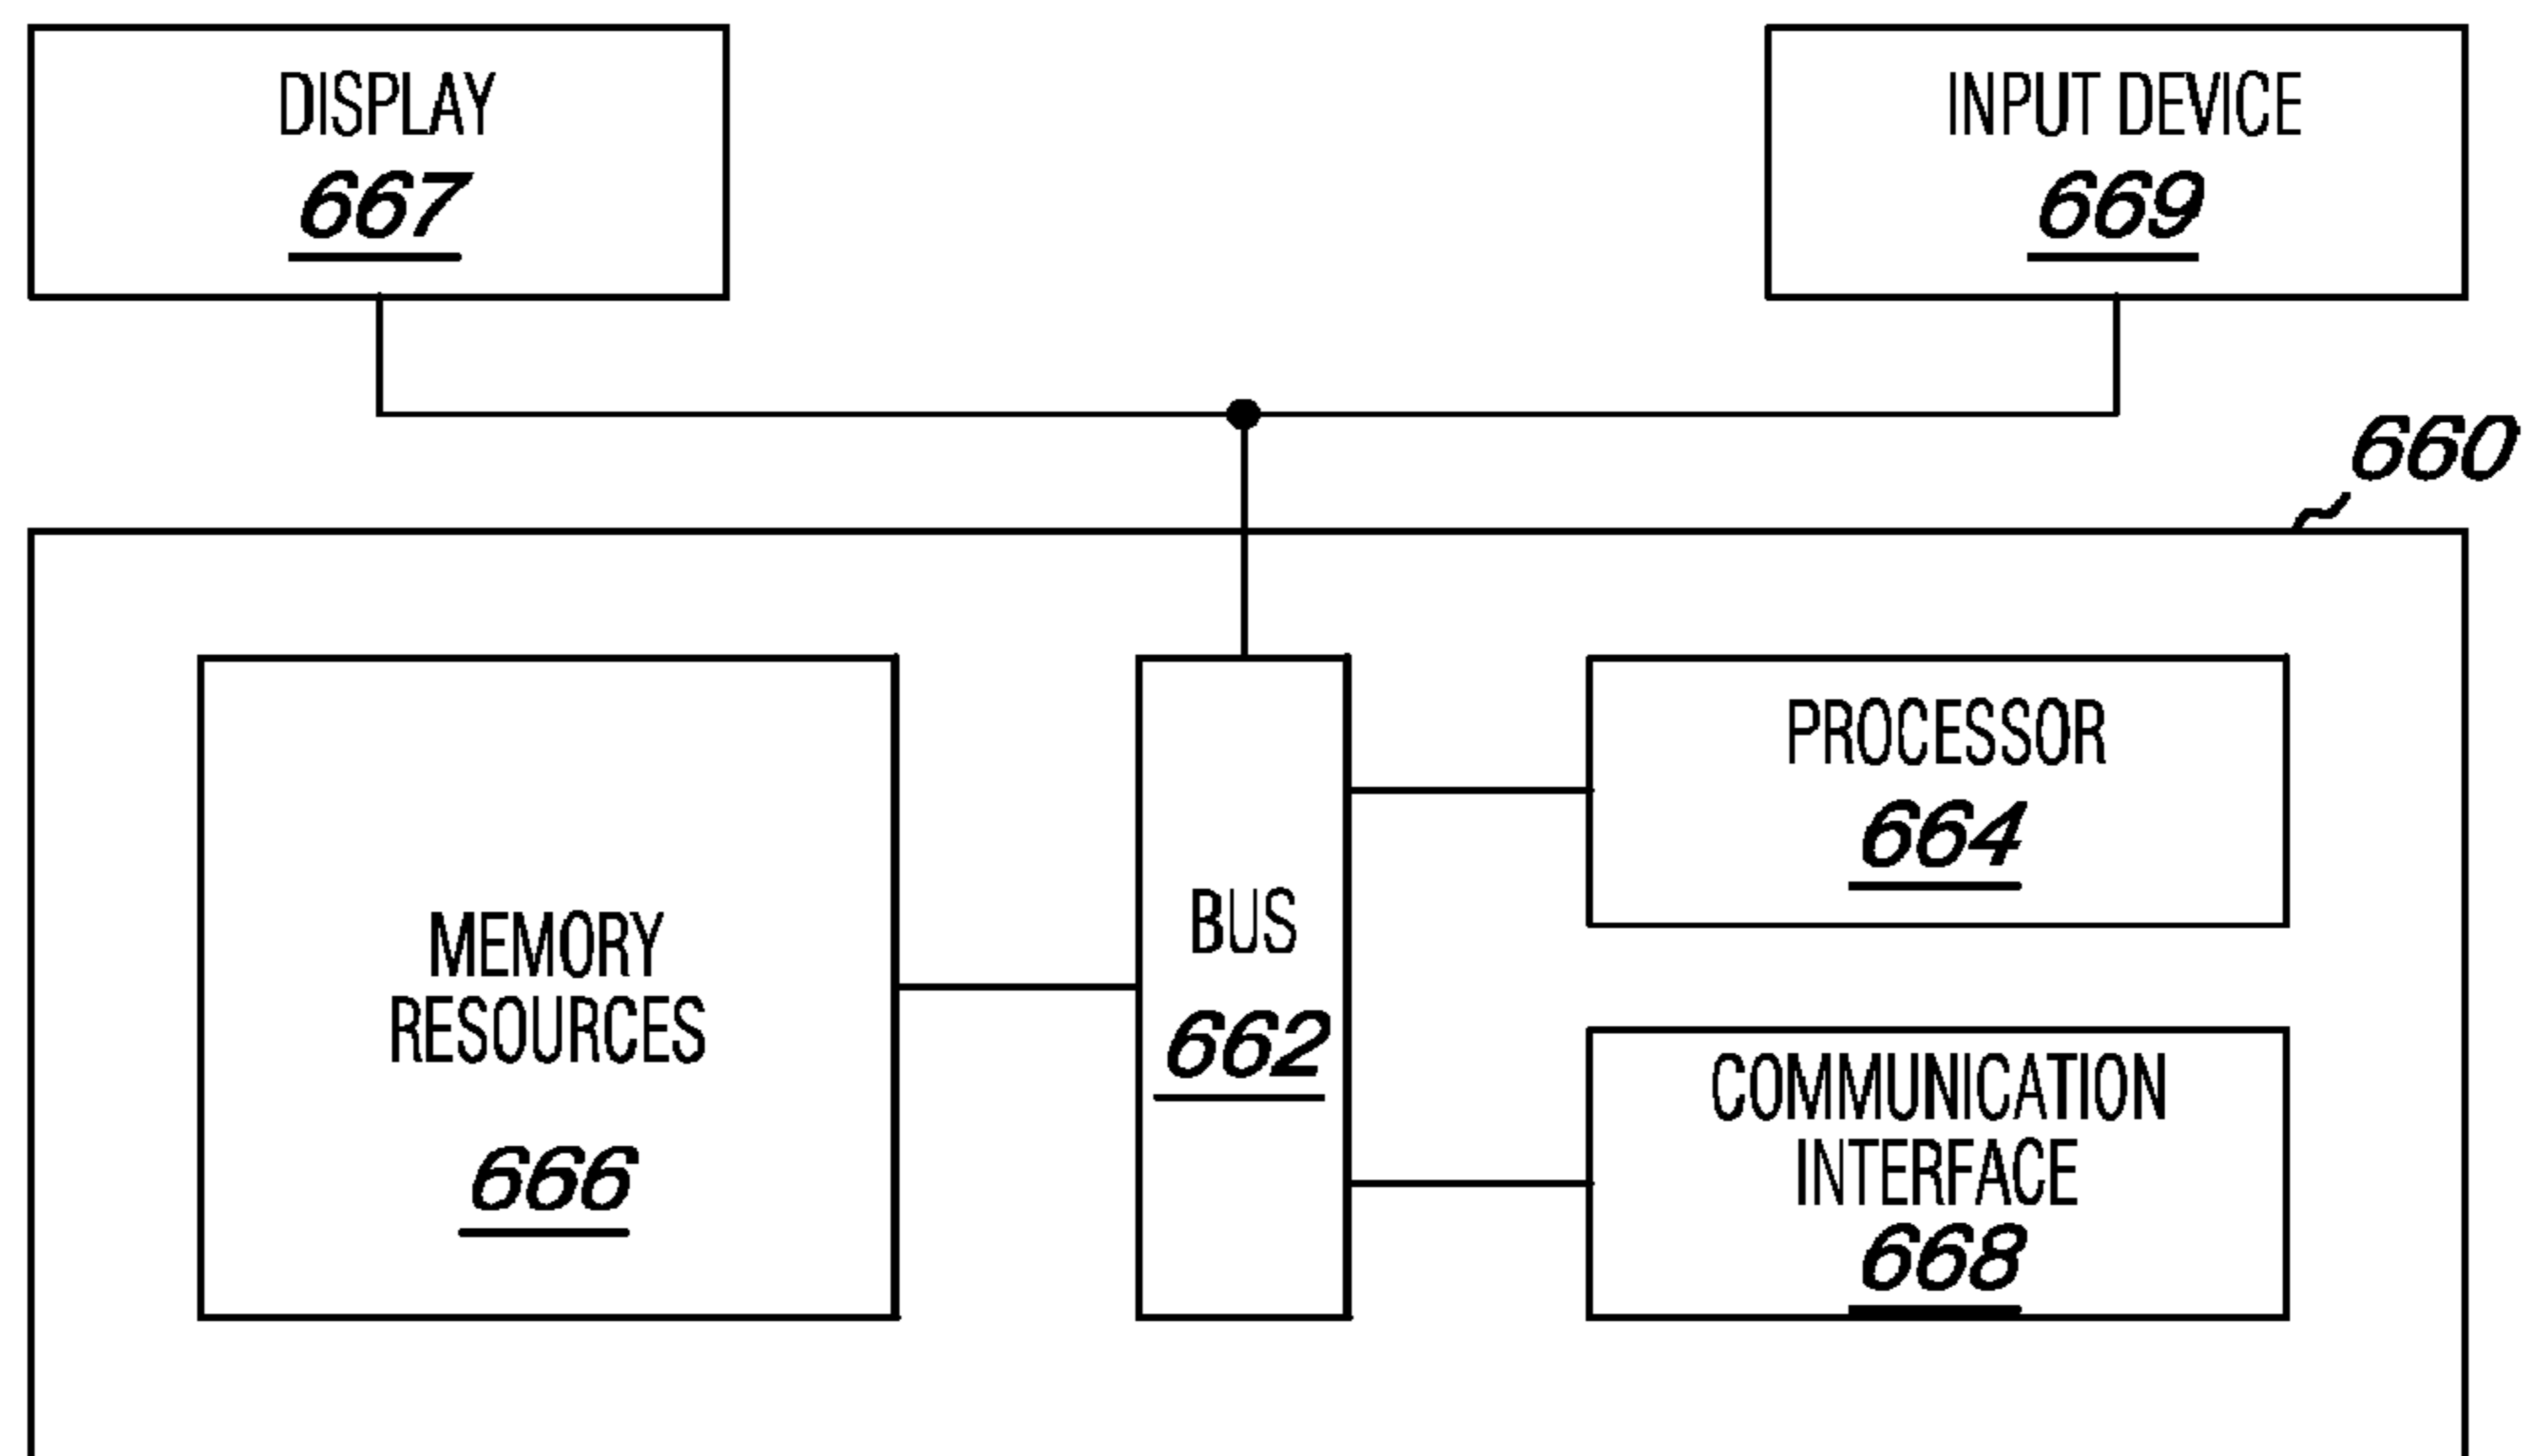 DISPLAY
667
INPUT DEVICE
669
660
MEMORY
RESOURCES
666
BUS
662
PROCESSOR
664
COMMUNICATION
INTERFACE
668